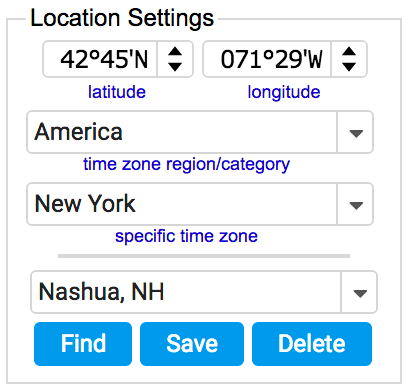 Location Settings
42°45'N 071°29'W
latitude longitude
America
time zone region/category
New York
specific time zone
Nashua, NH
Find Save Delete